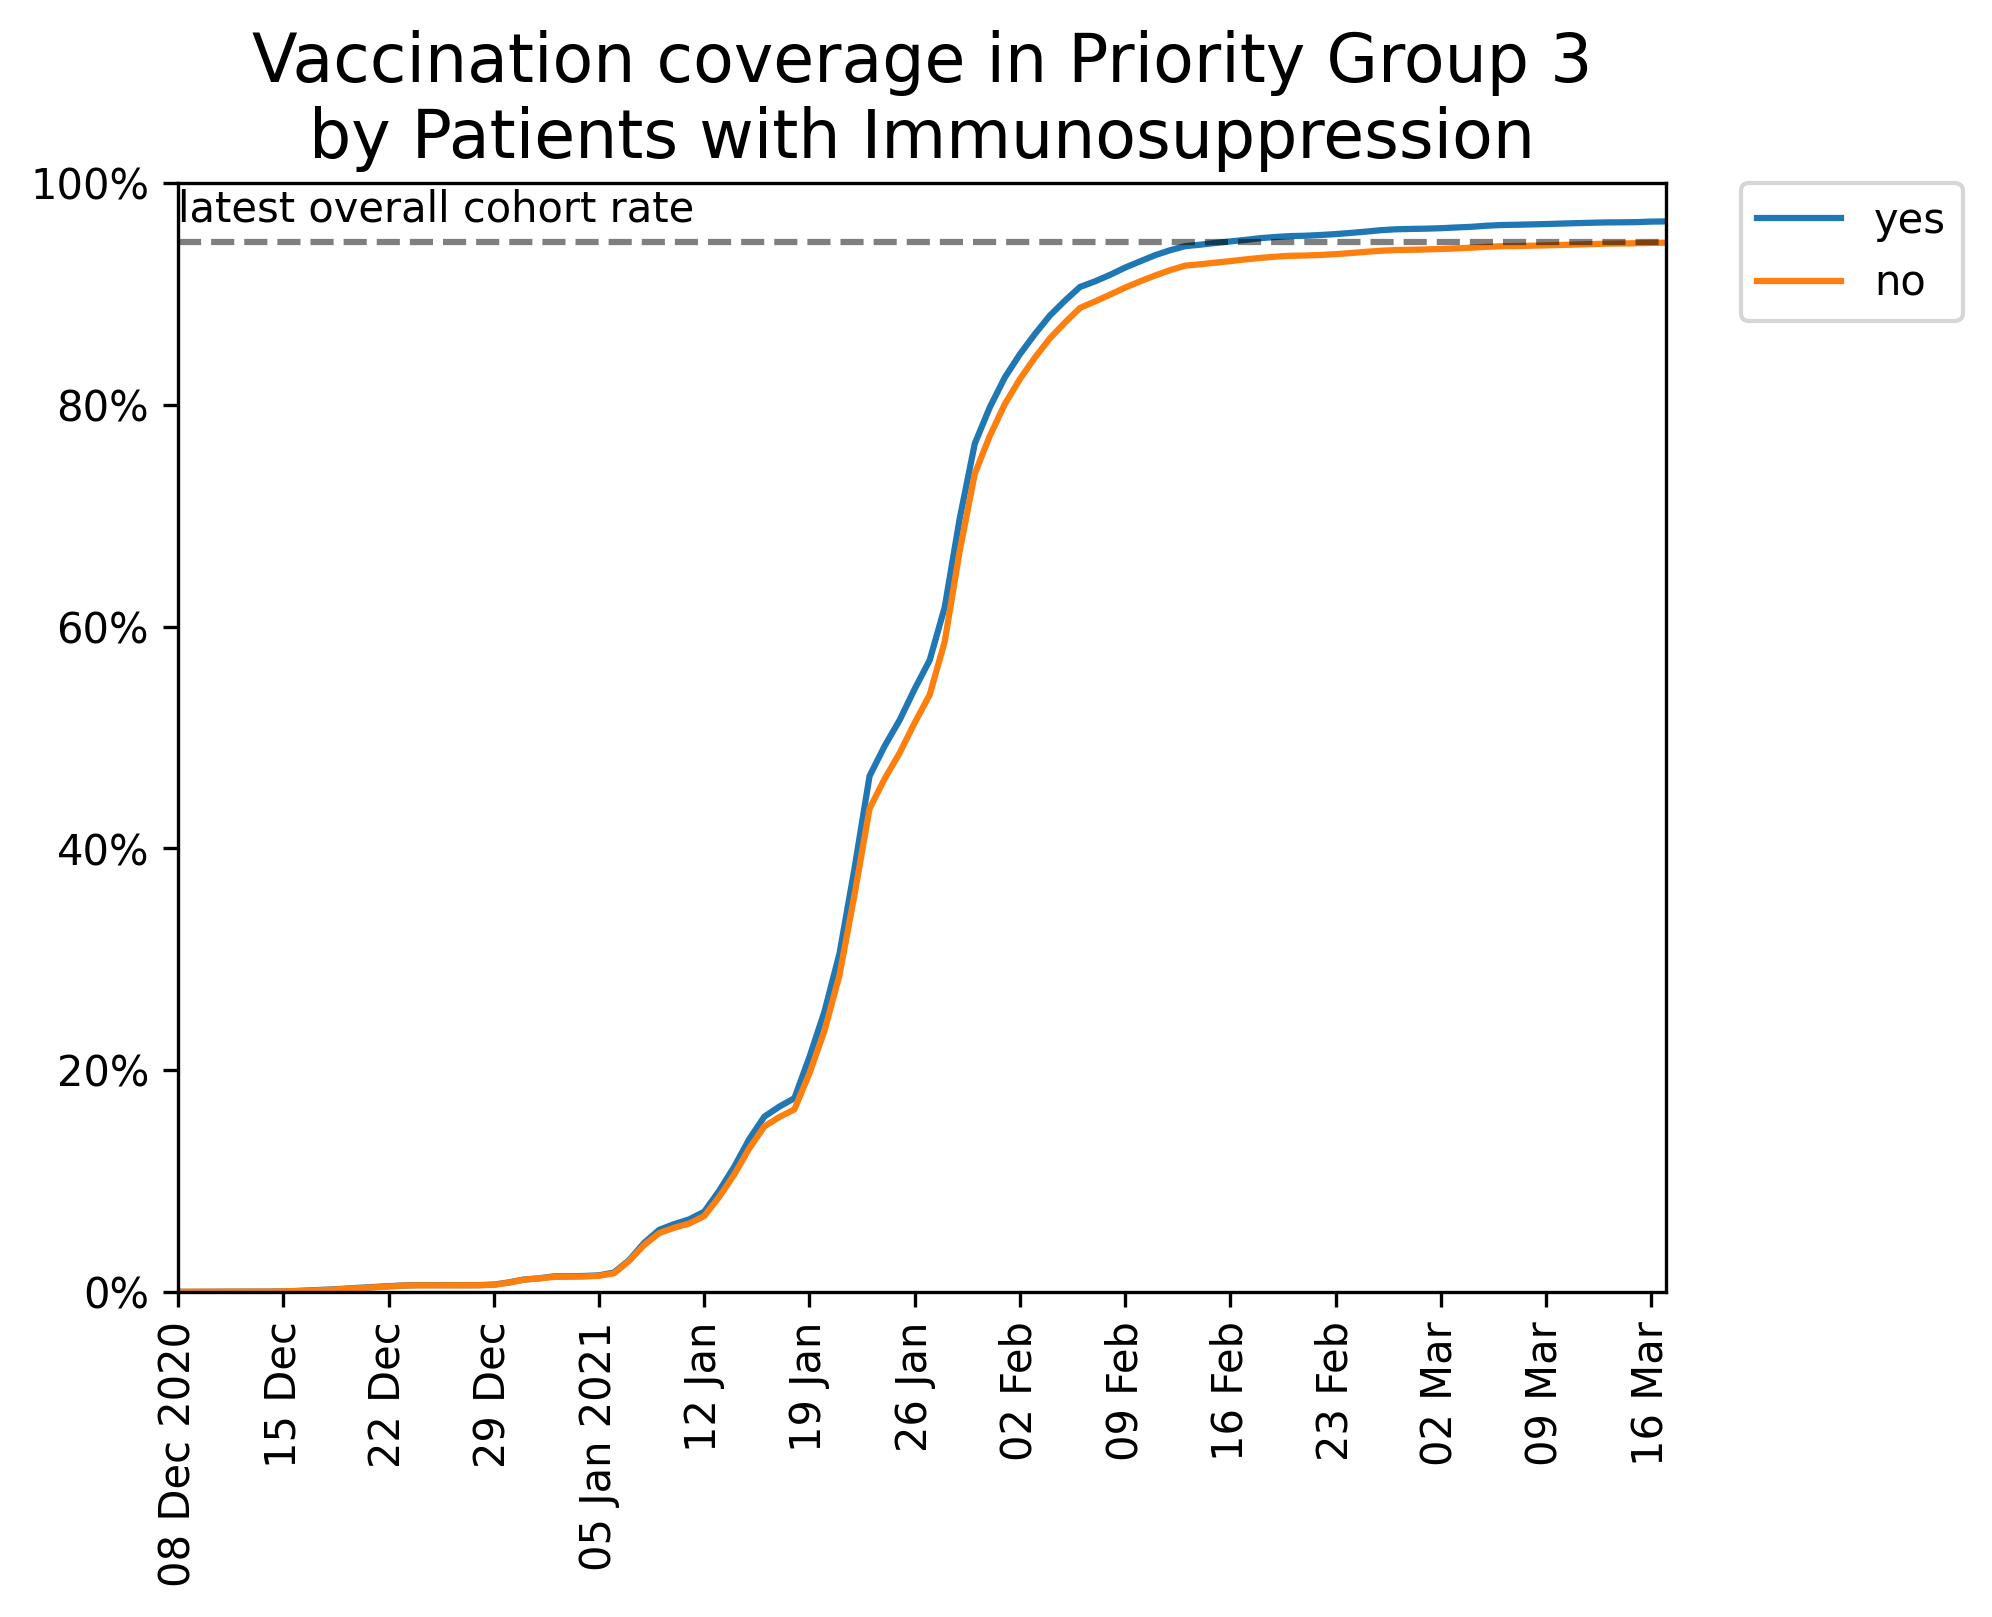 Vaccination coverage in Priority Group 3
by Patients with Immunosuppression
100%
80%
60%
40%
20%
0%
latest overall cohort rate
yes
no
08 Dec 2020
15 Dec
22 Dec
29 Dec
05 Jan 2021
12 Jan
19 Jan
26 Jan
02 Feb
09 Feb
16 Feb
23 Feb
02 Mar
09 Mar
16 Mar